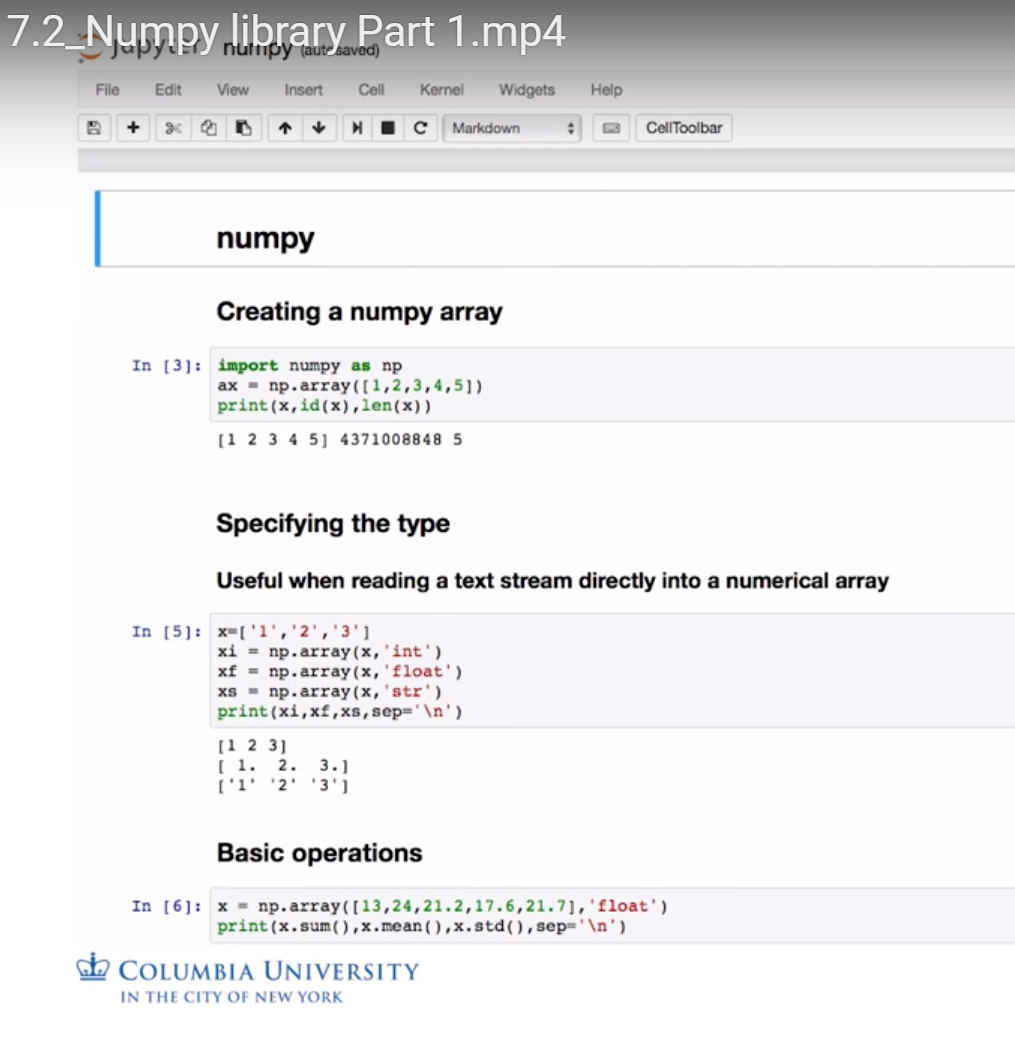 7.2_Numpy library Part 1.mp4
Jupyter numpy (autosaved)
File Edit View Insert Cell Kernel Widgets Help
Markdown CellToolbar
numpy
Creating a numpy array
In [3]: import numpy as np
ax = np.array([1,2,3,4,5])
print(x,id(x),len(x))
[1 2 3 4 5] 4371008848 5
Specifying the type
Useful when reading a text stream directly into a numerical array
In [5]: x=['1','2','3']
xi = np.array(x,'int')
xf = np.array(x,'float')
xs = np.array(x,'str')
print(xi,xf,xs,sep='\n')
[1 2 3]
[ 1.  2.  3.]
['1' '2' '3']
Basic operations
In [6]: x = np.array([13,24,21.2,17.6,21.7],'float')
print(x.sum(),x.mean(),x.std(),sep='\n')
COLUMBIA UNIVERSITY
IN THE CITY OF NEW YORK